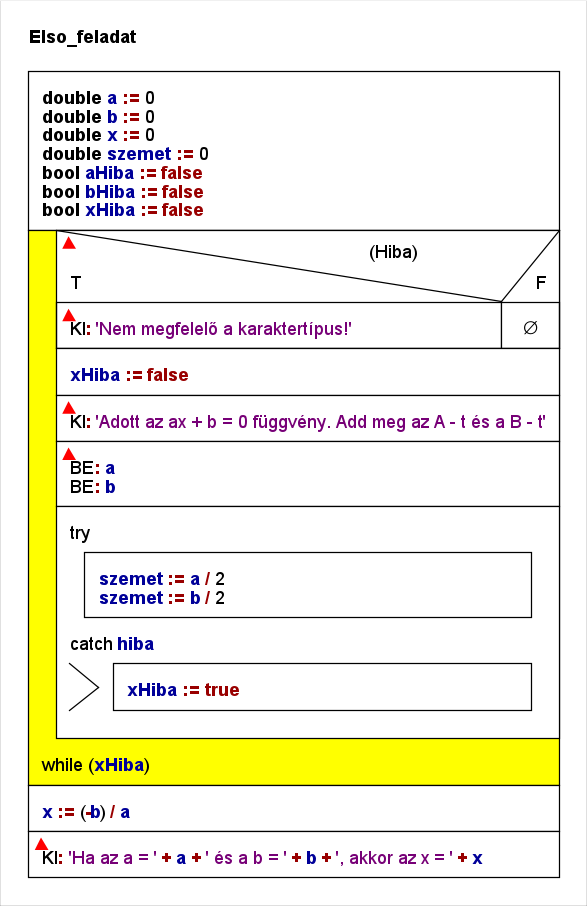 Elso_feladat
double a := 0
double b := 0
double x := 0
double szemet := 0
bool aHiba := false
bool bHiba := false
bool xHiba := false
(Hiba)
T F
KI: 'Nem megfelelő a karaktertípus!' ∅
xHiba := false
KI: 'Adott az ax + b = 0 függvény. Add meg az A - t és a B - t'
BE: a
BE: b
try
szemet := a / 2
szemet := b / 2
catch hiba
xHiba := true
while (xHiba)
x := (-b) / a
KI: 'Ha az a = ' + a + ' és a b = ' + b + ', akkor az x = ' + x